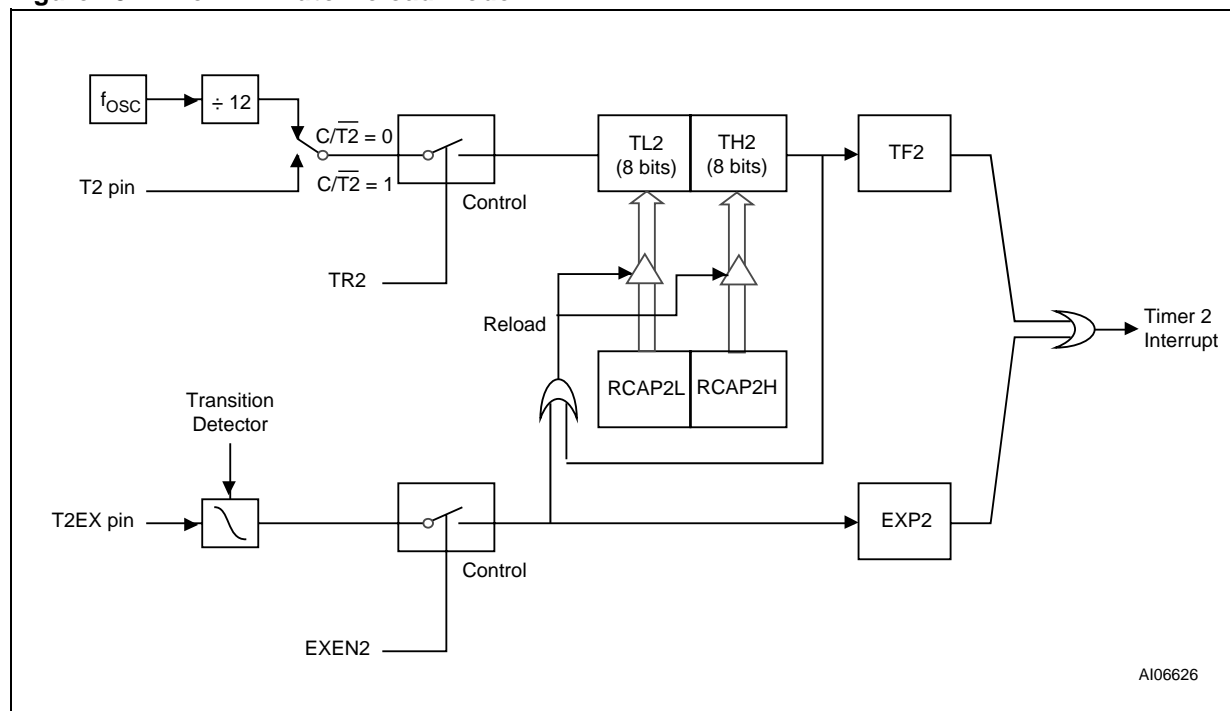 fOSC
÷ 12
C/T2 = 0
C/T2 = 1
T2 pin
Control
TR2
TL2
(8 bits)
TH2
(8 bits)
TF2
Reload
RCAP2L
RCAP2H
Timer 2
Interrupt
Transition
Detector
T2EX pin
Control
EXEN2
EXP2
AI06626